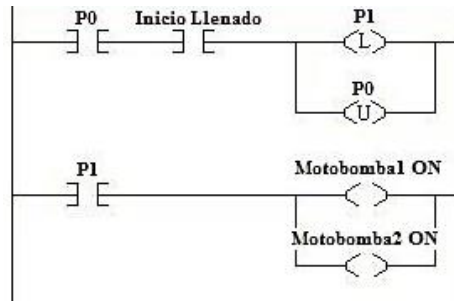 P0 Inicio Llenado P1
L
P0
U
P1 Motobomba1 ON
Motobomba2 ON